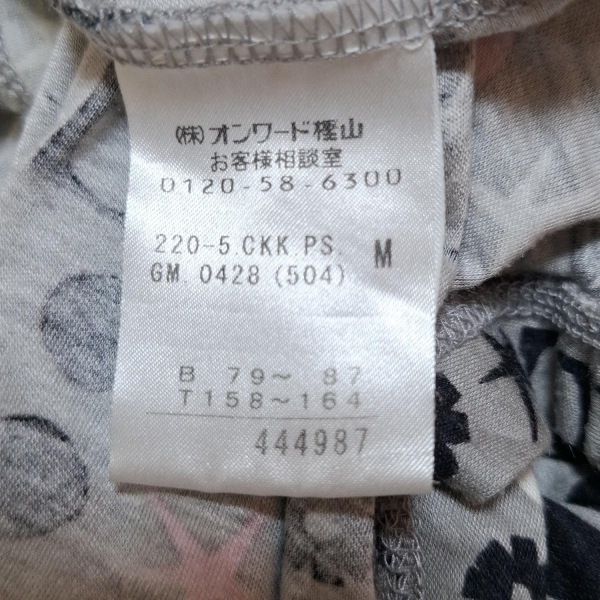 (株)オンワード樫山
お客様相談室
0120-58-6300
220-5.CKK.PS. M
GM.0428(504)
B 79～ 87
T158～164
444987